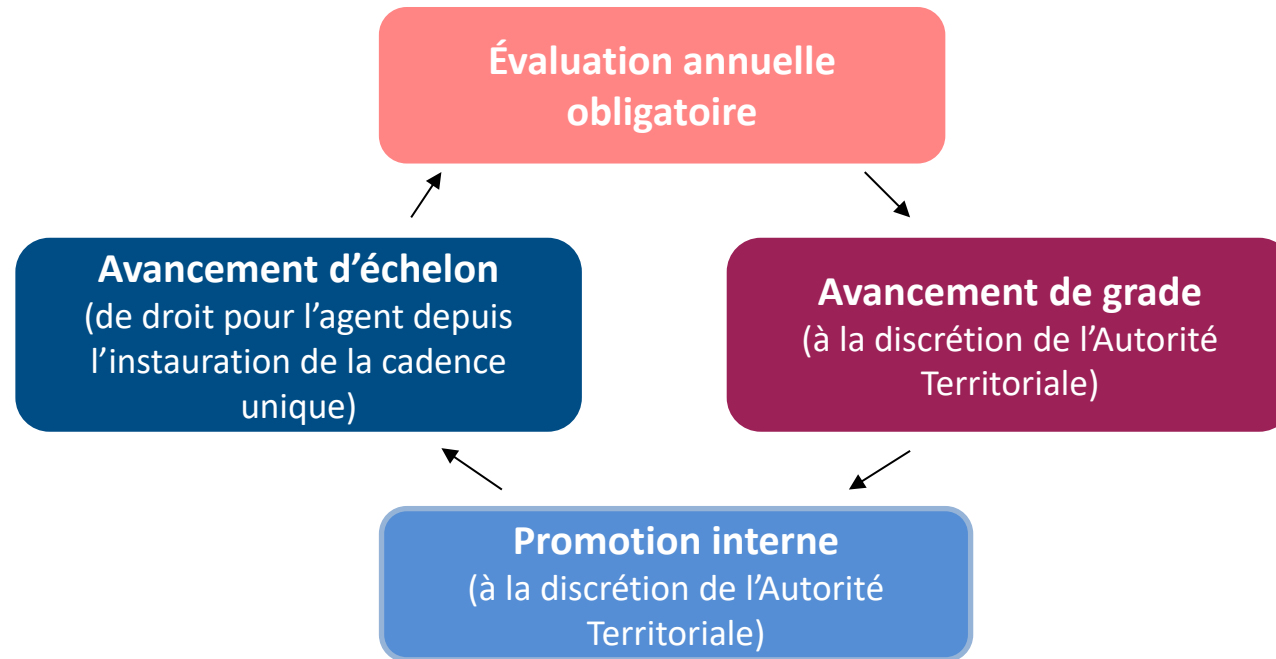 Évaluation annuelle
obligatoire
Avancement d’échelon
(de droit pour l’agent depuis
l’instauration de la cadence
unique)
Avancement de grade
(à la discrétion de l’Autorité
Territoriale)
Promotion interne
(à la discrétion de l’Autorité
Territoriale)